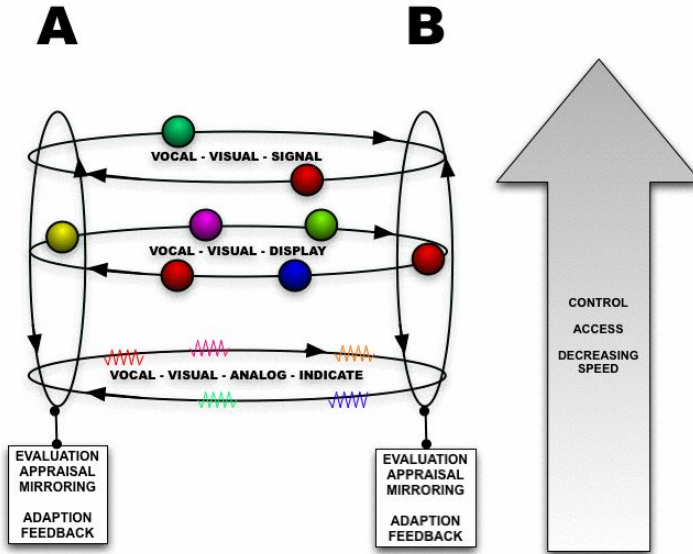 A
B
VOCAL - VISUAL - SIGNAL
VOCAL - VISUAL - DISPLAY
VOCAL - VISUAL - ANALOG - INDICATE
EVALUATION
APPRAISAL
MIRRORING
ADAPTION
FEEDBACK
EVALUATION
APPRAISAL
MIRRORING
ADAPTION
FEEDBACK
CONTROL
ACCESS
DECREASING
SPEED